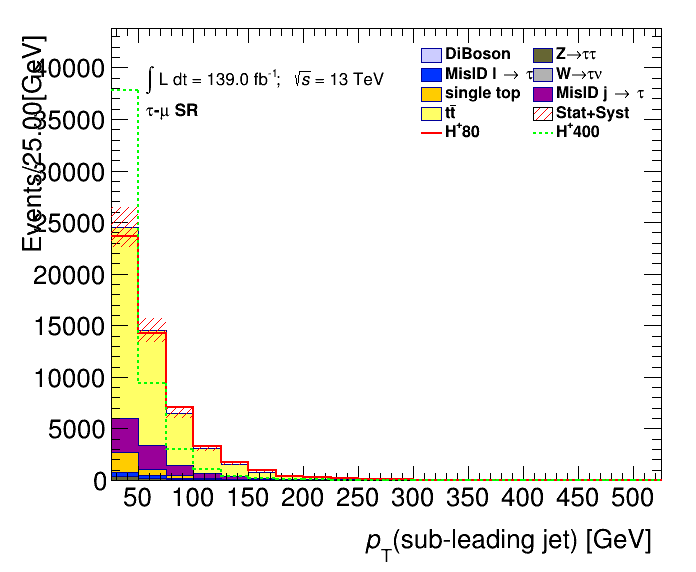 Events/25.00[GeV]
40000
35000
30000
25000
20000
15000
10000
5000
0
∫ L dt = 139.0 fb⁻¹; √s = 13 TeV
τ-μ SR
DiBoson
Z→ττ
MisID l → τ
W→τν
single top
MisID j → τ
tt̄
Stat+Syst
H⁺80
H⁺400
50 100 150 200 250 300 350 400 450 500
p_T(sub-leading jet) [GeV]